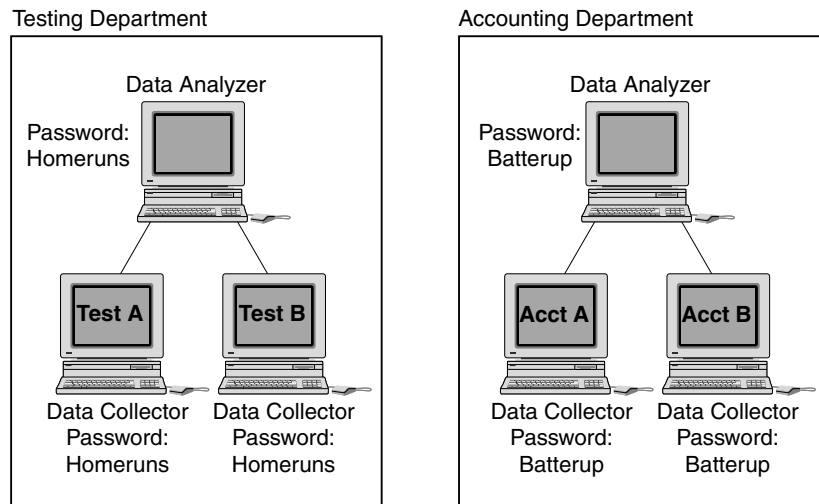 Testing Department
Data Analyzer
Password:
Homeruns
Test A
Test B
Data Collector
Password:
Homeruns
Data Collector
Password:
Homeruns
Accounting Department
Data Analyzer
Password:
Batterup
Acct A
Acct B
Data Collector
Password:
Batterup
Data Collector
Password:
Batterup